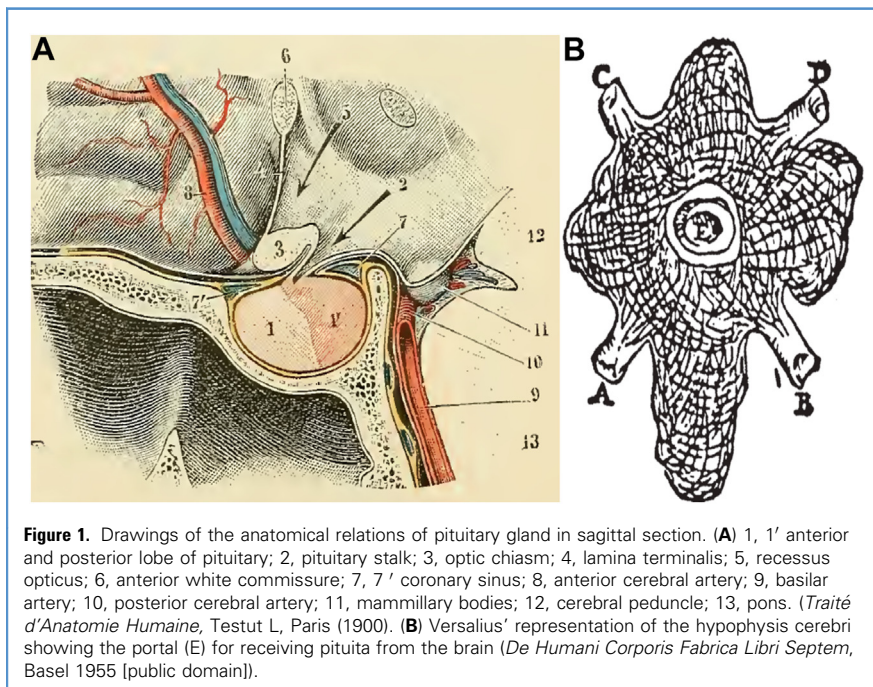 A
B
6
5
4
2
8
3
7
12
7'
1
1'
11
10
9
13
C
D
E
A
B
Figure 1. Drawings of the anatomical relations of pituitary gland in sagittal section. (A) 1, 1′ anterior
and posterior lobe of pituitary; 2, pituitary stalk; 3, optic chiasm; 4, lamina terminalis; 5, recessus
opticus; 6, anterior white commissure; 7, 7 ′ coronary sinus; 8, anterior cerebral artery; 9, basilar
artery; 10, posterior cerebral artery; 11, mammillary bodies; 12, cerebral peduncle; 13, pons. (Traité
d'Anatomie Humaine, Testut L, Paris (1900). (B) Versalius' representation of the hypophysis cerebri
showing the portal (E) for receiving pituita from the brain (De Humani Corporis Fabrica Libri Septem,
Basel 1955 [public domain]).